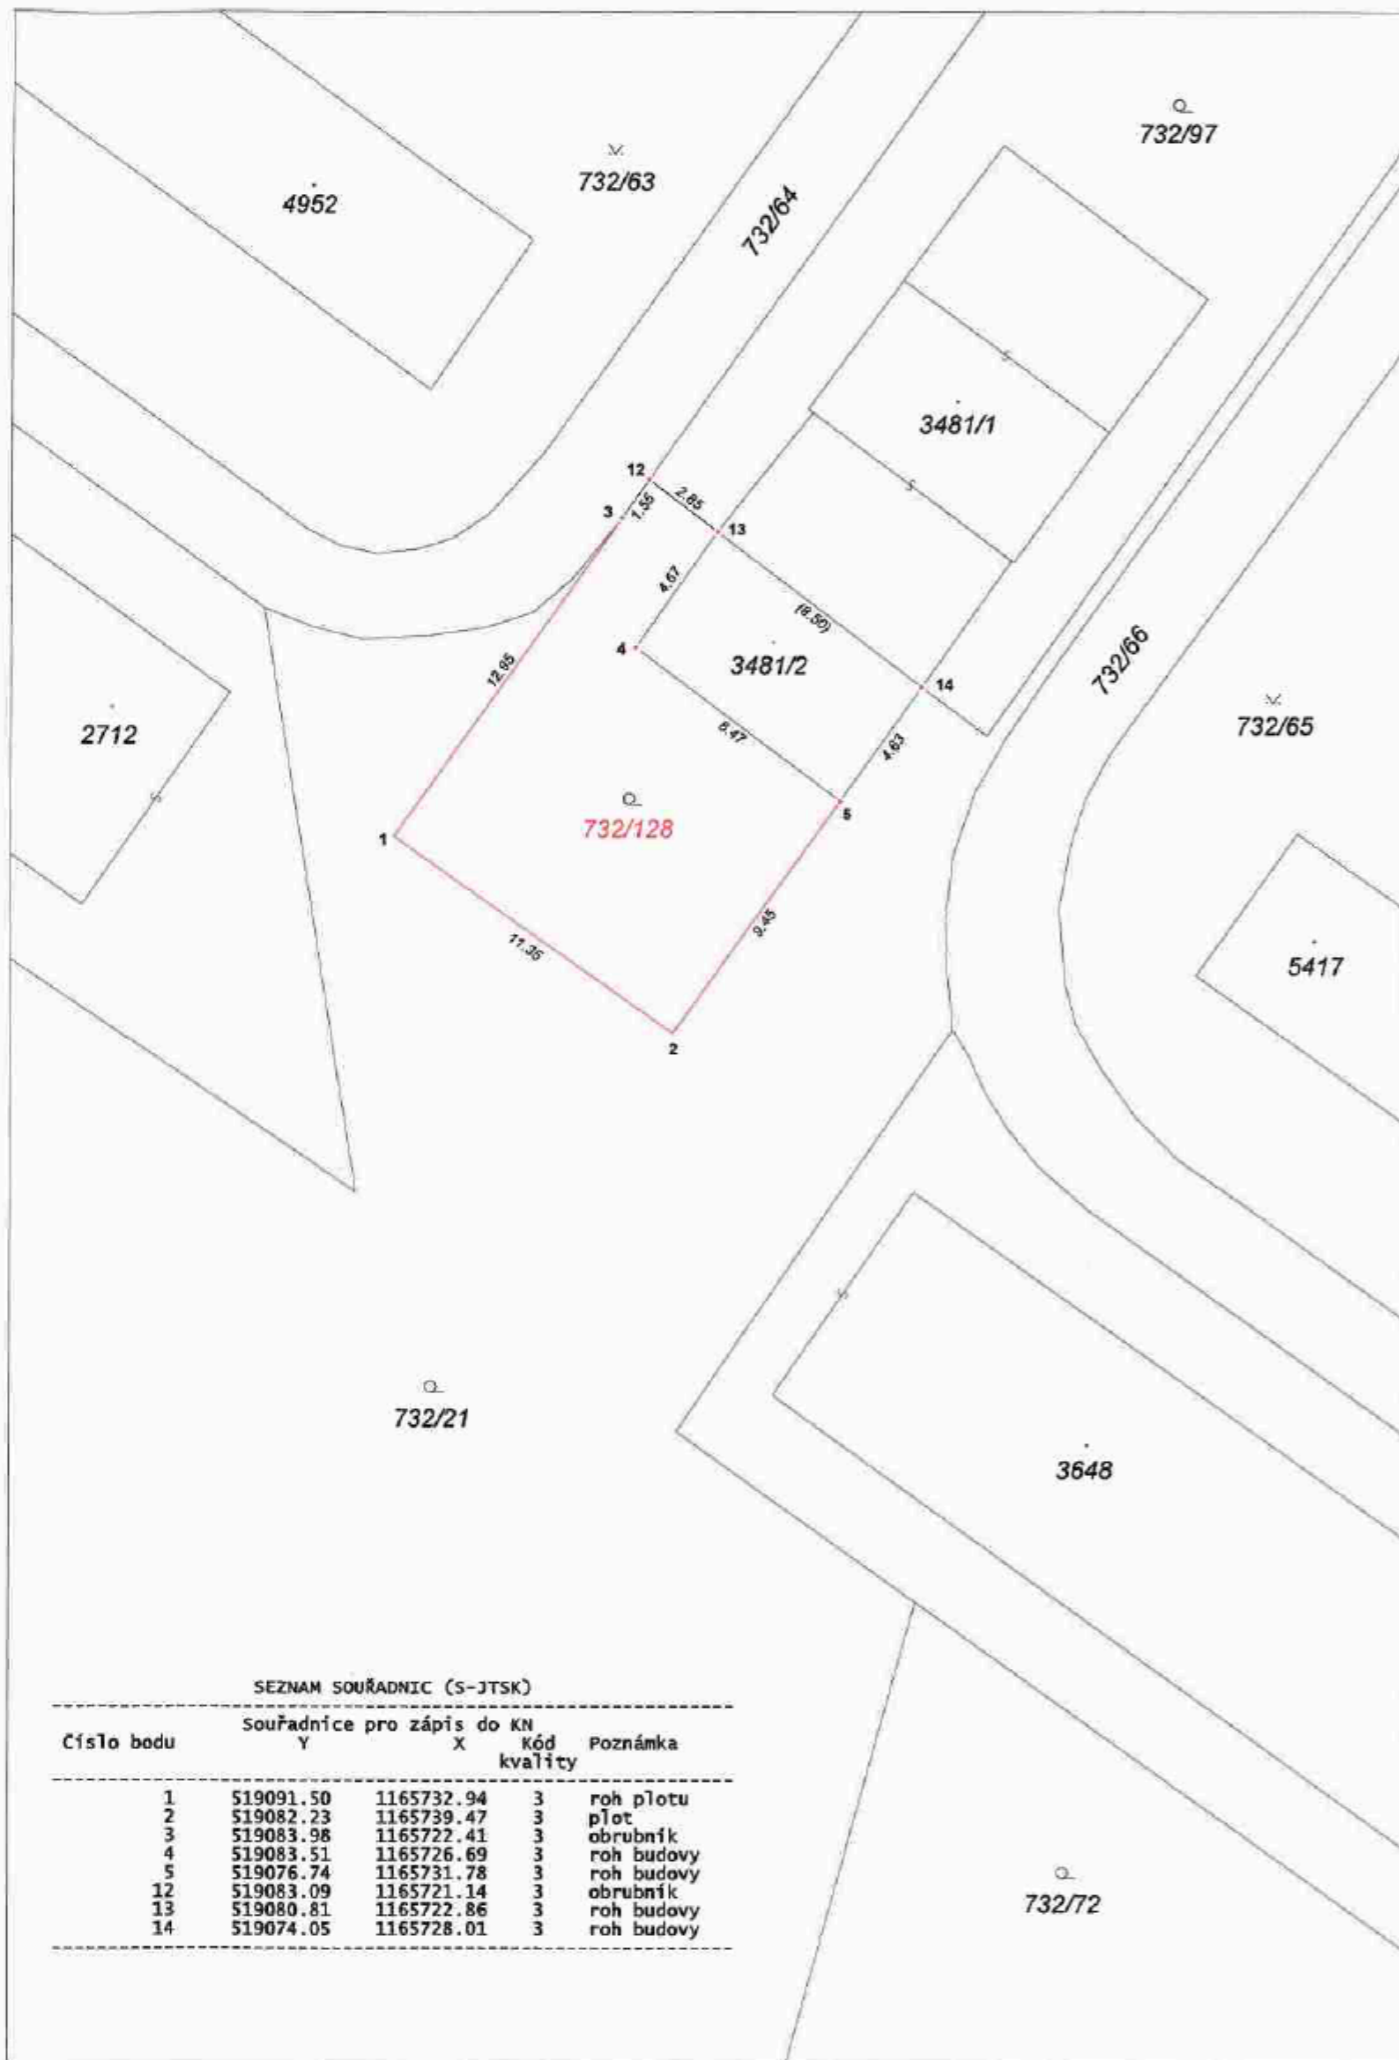 732/97
732/63
4952
732/64
3481/1
12
2.85
1.55
3
13
4.67
(8.50)
4
3481/2
732/66
14
12.95
732/65
2712
8.47
4.63
5
732/128
1
9.45
11.36
5417
2
732/21
3648
SEZNAM SOUŘADNIC (S-JTSK)
Souřadnice pro zápis do KN
Číslo bodu Y X Kód Poznámka
kvality
1 519091.50 1165732.94 3 roh plotu
2 519082.23 1165739.47 3 plot
3 519083.98 1165722.41 3 obrubník
4 519083.51 1165726.69 3 roh budovy
5 519076.74 1165731.78 3 roh budovy
12 519083.09 1165721.14 3 obrubník
13 519080.81 1165722.86 3 roh budovy
14 519074.05 1165728.01 3 roh budovy
732/72